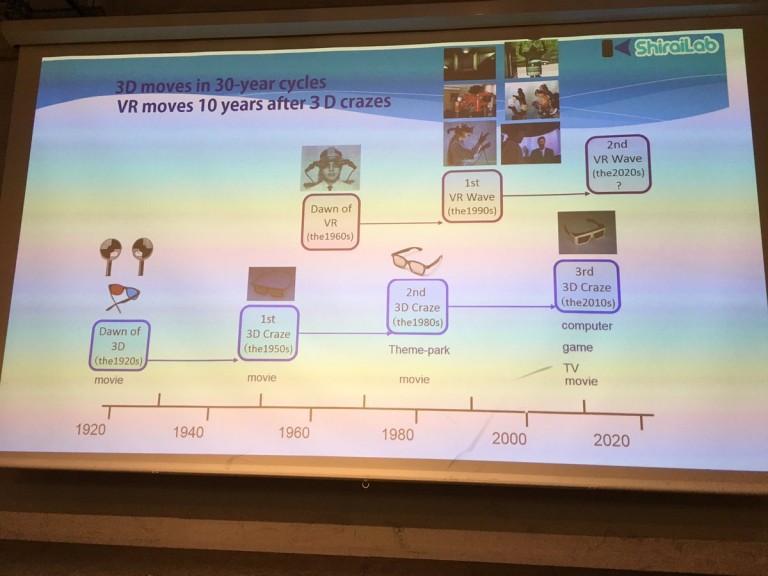 ShiraiLab
3D moves in 30-year cycles
VR moves 10 years after 3D crazes
2nd
VR Wave
(the2020s)
?
1st
VR Wave
(the1990s)
Dawn of
VR
(the1960s)
3rd
3D Craze
(the2010s)
2nd
3D Craze
(the1980s)
1st
3D Craze
(the1950s)
Dawn of
3D
(the1920s)
computer
game
TV
movie
Theme-park
movie
movie
movie
1920
1940
1960
1980
2000
2020